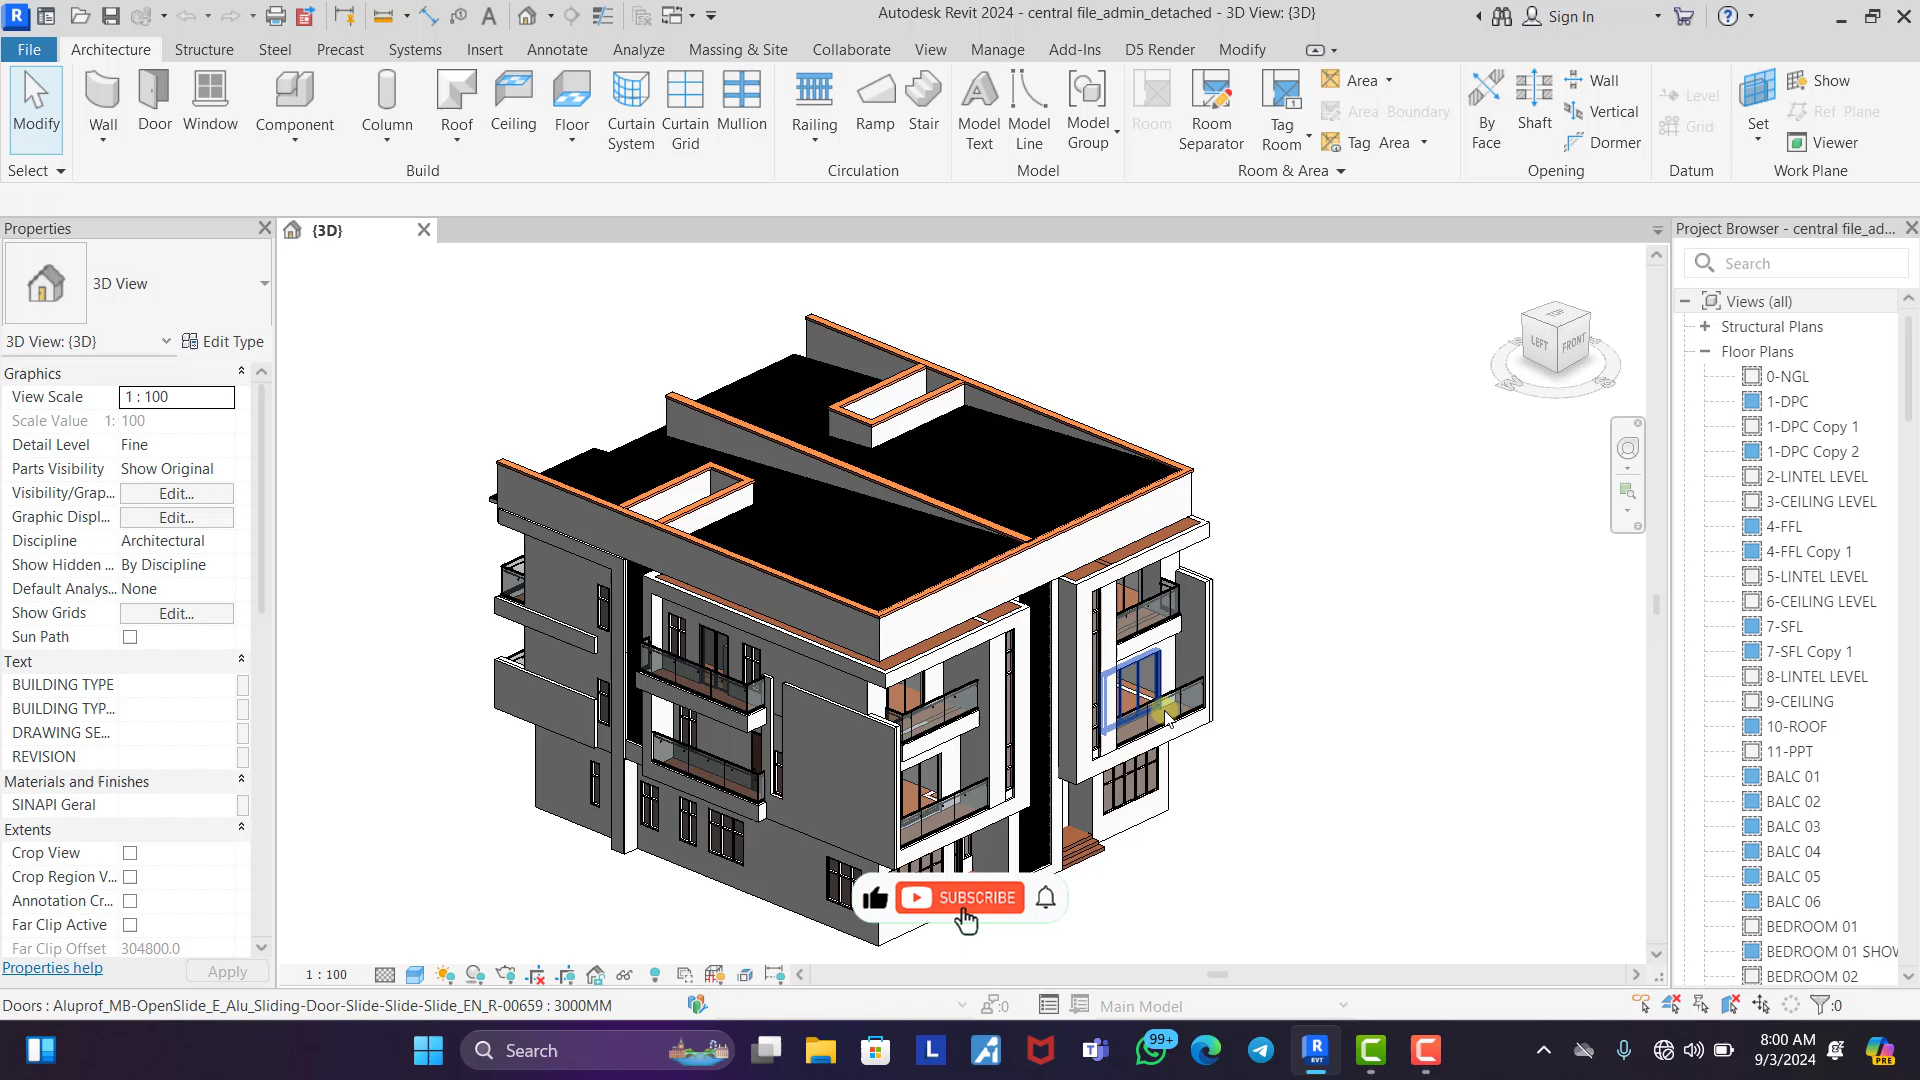 Autodesk Revit 2024 - central file_admin_detached - 3D View: {3D}
Sign In
File Architecture Structure Steel Precast Systems Insert Annotate Analyze Massing & Site Collaborate View Manage Add-Ins D5 Render Modify
Modify
Wall
Door
Window
Component
Column
Roof
Ceiling
Floor
Curtain System
Curtain Grid
Mullion
Railing
Ramp
Stair
Model Text
Model Line
Model Group
Room
Room Separator
Tag Room
Area
Area Boundary
Tag Area
By Face
Shaft
Wall
Vertical
Dormer
Level
Grid
Set
Show
Ref Plane
Viewer
Select
Build
Circulation
Model
Room & Area
Opening
Datum
Work Plane
Properties
3D View
3D View: {3D}
Edit Type
Graphics
View Scale 1 : 100
Scale Value 1: 100
Detail Level Fine
Parts Visibility Show Original
Visibility/Grap... Edit...
Graphic Displ... Edit...
Discipline Architectural
Show Hidden ... By Discipline
Default Analys... None
Show Grids Edit...
Sun Path
Text
BUILDING TYPE
BUILDING TYP...
DRAWING SE...
REVISION
Materials and Finishes
SINAPI Geral
Extents
Crop View
Crop Region V...
Annotation Cr...
Far Clip Active
Far Clip Offset 304800.0
Properties help
Apply
{3D}
TOP
LEFT
FRONT
W
S
SUBSCRIBE
1 : 100
Project Browser - central file_ad...
Search
Views (all)
Structural Plans
Floor Plans
0-NGL
1-DPC
1-DPC Copy 1
1-DPC Copy 2
2-LINTEL LEVEL
3-CEILING LEVEL
4-FFL
4-FFL Copy 1
5-LINTEL LEVEL
6-CEILING LEVEL
7-SFL
7-SFL Copy 1
8-LINTEL LEVEL
9-CEILING
10-ROOF
11-PPT
BALC 01
BALC 02
BALC 03
BALC 04
BALC 05
BALC 06
BEDROOM 01
BEDROOM 01 SHOW
BEDROOM 02
Doors : Aluprof_MB-OpenSlide_E_Alu_Sliding-Door-Slide-Slide-Slide_EN_R-00659 : 3000MM
:0
Main Model
:0
Search
99+
8:00 AM
9/3/2024